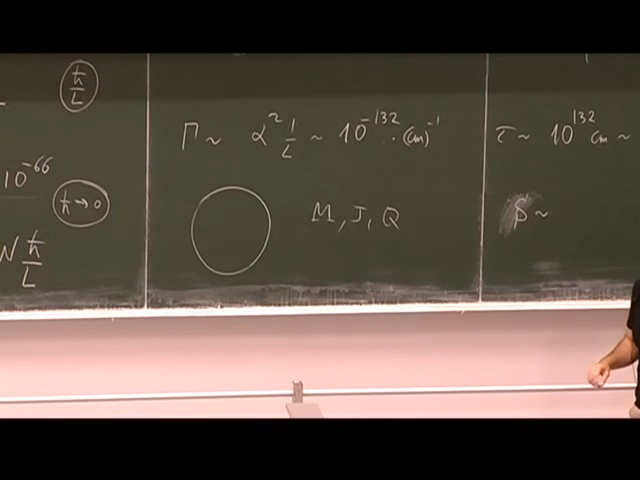 ħ/L
10^-66
ħ→0
N ħ/L
Γ ~ α² 1/L ~ 10^-132 · (cm)^-1
M, J, Q
τ ~ 10^132 cm ~
S ~